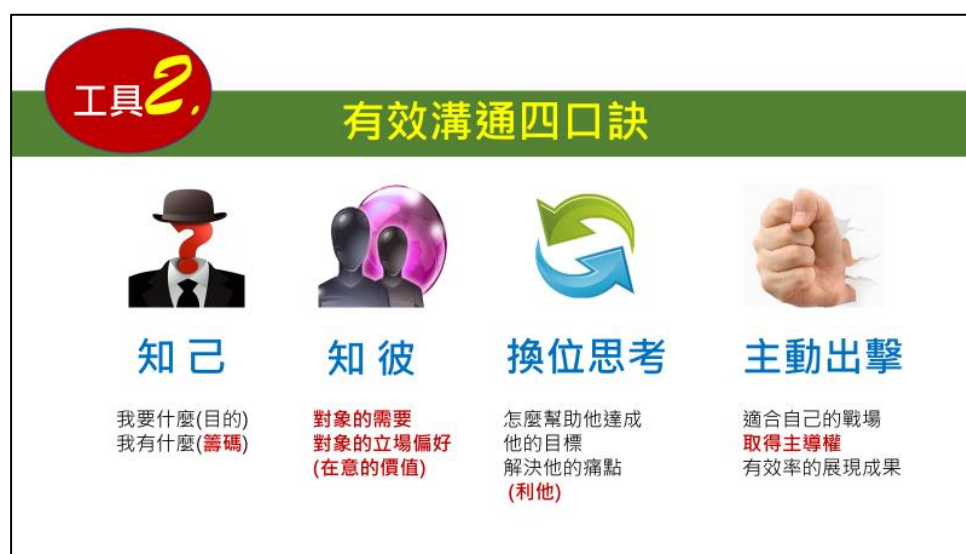 工具2.
有效溝通四口訣
知己
我要什麼(目的)
我有什麼(籌碼)
知彼
對象的需要
對象的立場偏好
(在意的價值)
換位思考
怎麼幫助他達成
他的目標
解決他的痛點
(利他)
主動出擊
適合自己的戰場
取得主導權
有效率的展現成果